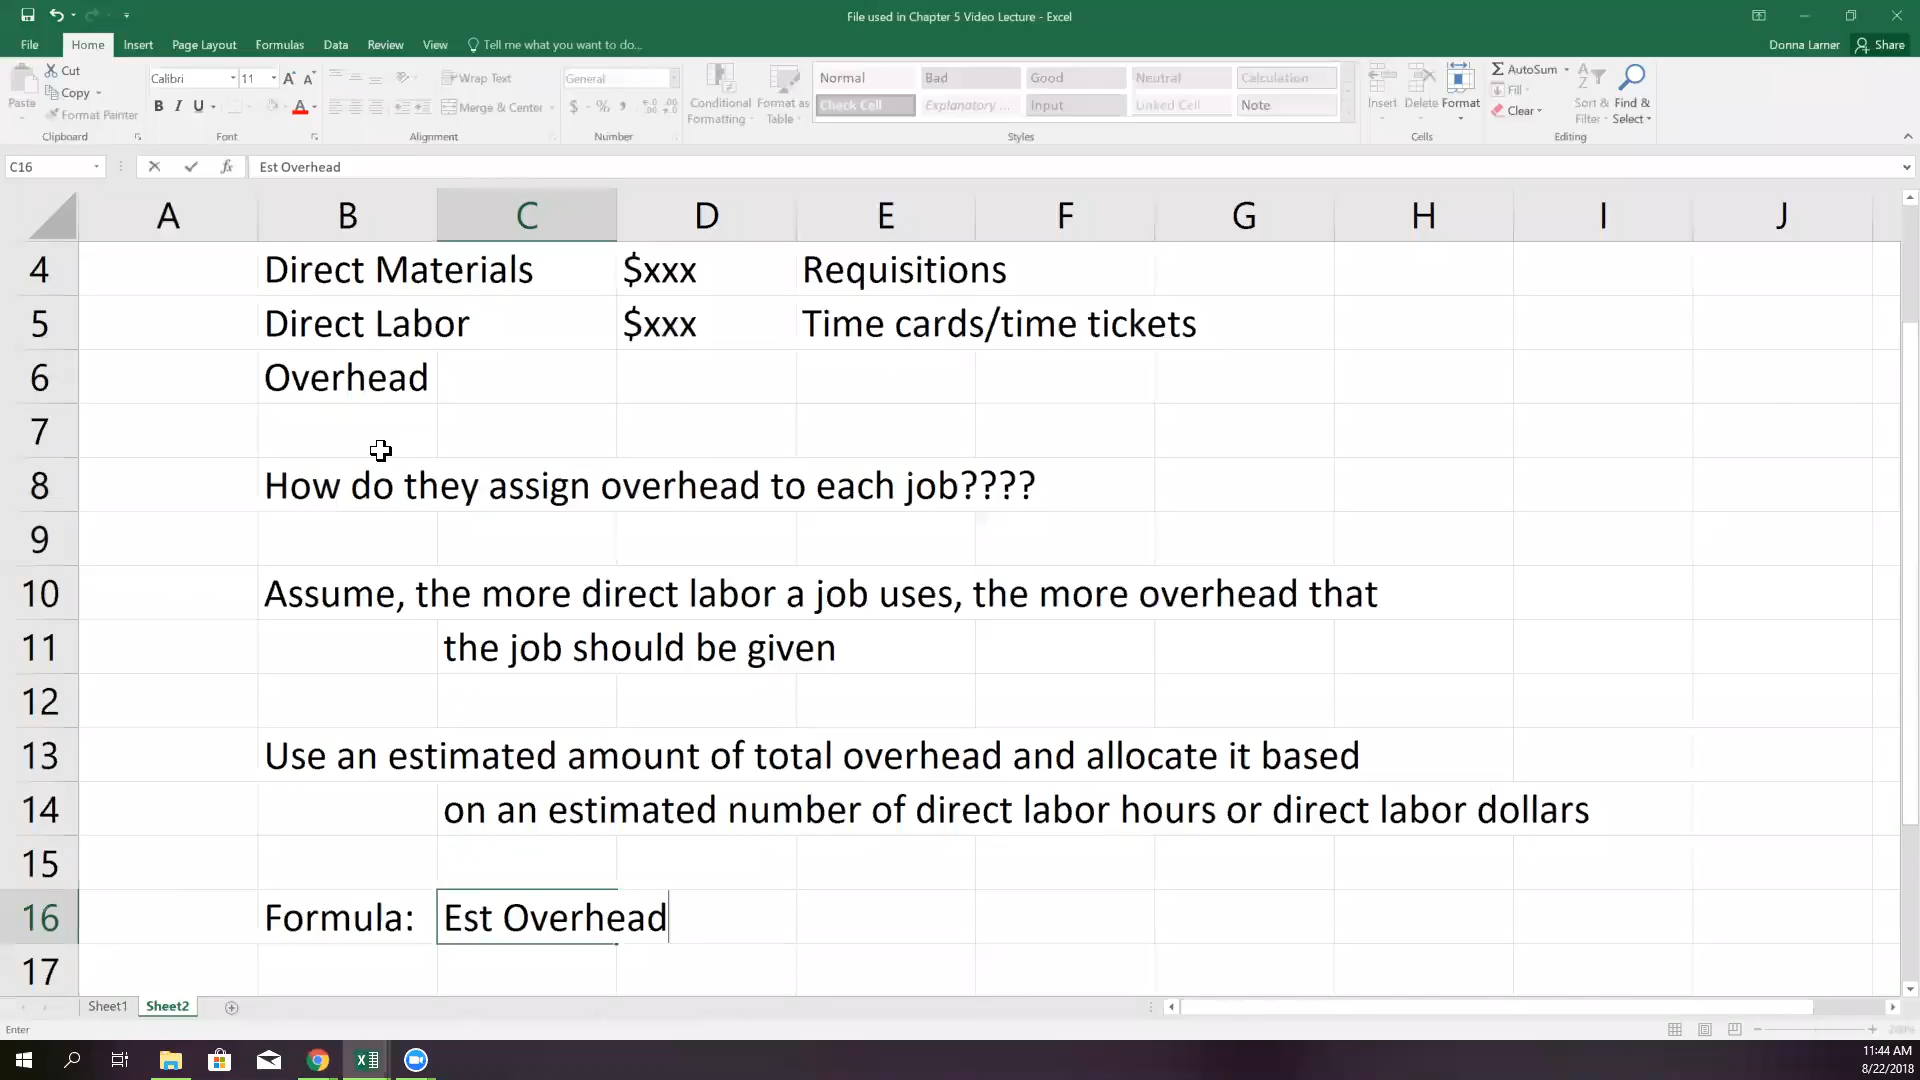 File used in Chapter 5 Video Lecture - Excel
File Home Insert Page Layout Formulas Data Review View Tell me what you want to do... Donna Larner Share
Paste
Cut
Copy
Format Painter
Clipboard
Calibri 11
B I U
Font
Wrap Text
Merge & Center
Alignment
General
$ %
Number
Conditional Formatting
Format as Table
Normal Bad Good Neutral Calculation
Check Cell Explanatory ... Input Linked Cell Note
Styles
Insert Delete Format
Cells
AutoSum
Fill
Clear
Sort & Filter
Find & Select
Editing
C16 fx Est Overhead
A B C D E F G H I J
4 Direct Materials $xxx Requisitions
5 Direct Labor $xxx Time cards/time tickets
6 Overhead
7
8 How do they assign overhead to each job????
9
10 Assume, the more direct labor a job uses, the more overhead that
11 the job should be given
12
13 Use an estimated amount of total overhead and allocate it based
14 on an estimated number of direct labor hours or direct labor dollars
15
16 Formula: Est Overhead
17
Sheet1 Sheet2
Enter
11:44 AM
8/22/2018